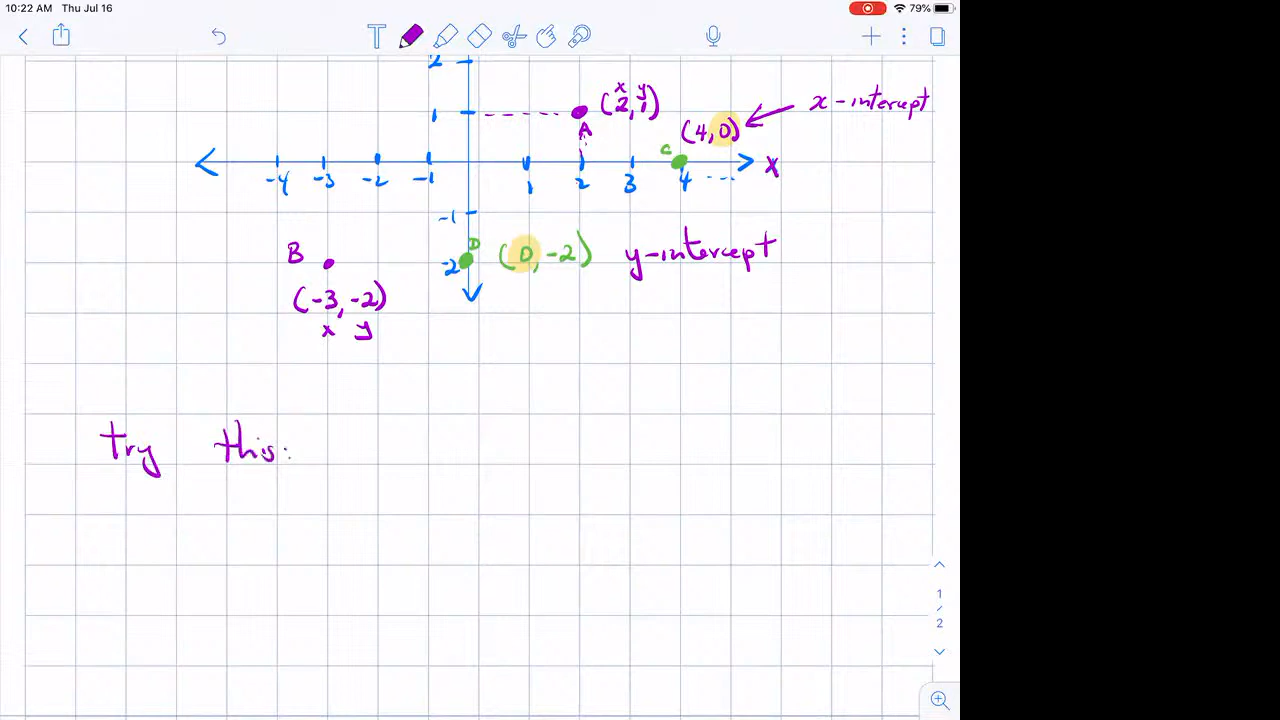 10:22 AM Thu Jul 16
79%
T
2
x y
1
(2, 1)
x-intercept
A
(4, 0)
C
x
-4 -3 -2 -1 1 2 3 4 ...
-1
B
D
(0, -2)
y-intercept
-2
(-3, -2)
x y
try this:
1
/
2